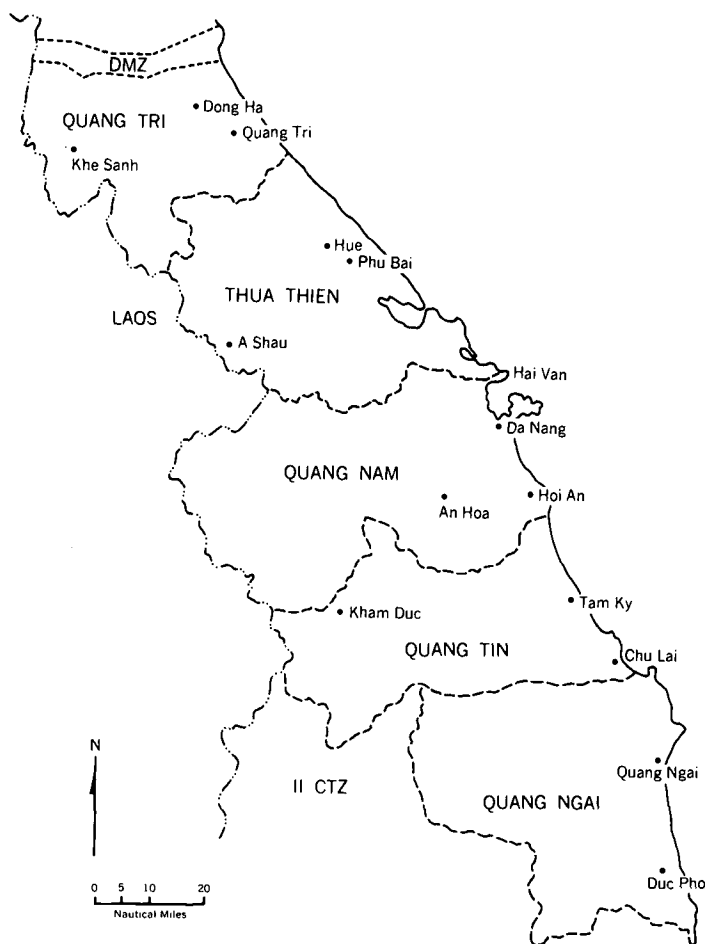 DMZ
Dong Ha
QUANG TRI
Quang Tri
Khe Sanh
Hue
Phu Bai
THUA THIEN
LAOS
A Shau
Hai Van
Da Nang
QUANG NAM
An Hoa
Hoi An
Kham Duc
Tam Ky
QUANG TIN
Chu Lai
N
II CTZ
Quang Ngai
QUANG NGAI
Duc Pho
0 5 10 20
Nautical Miles